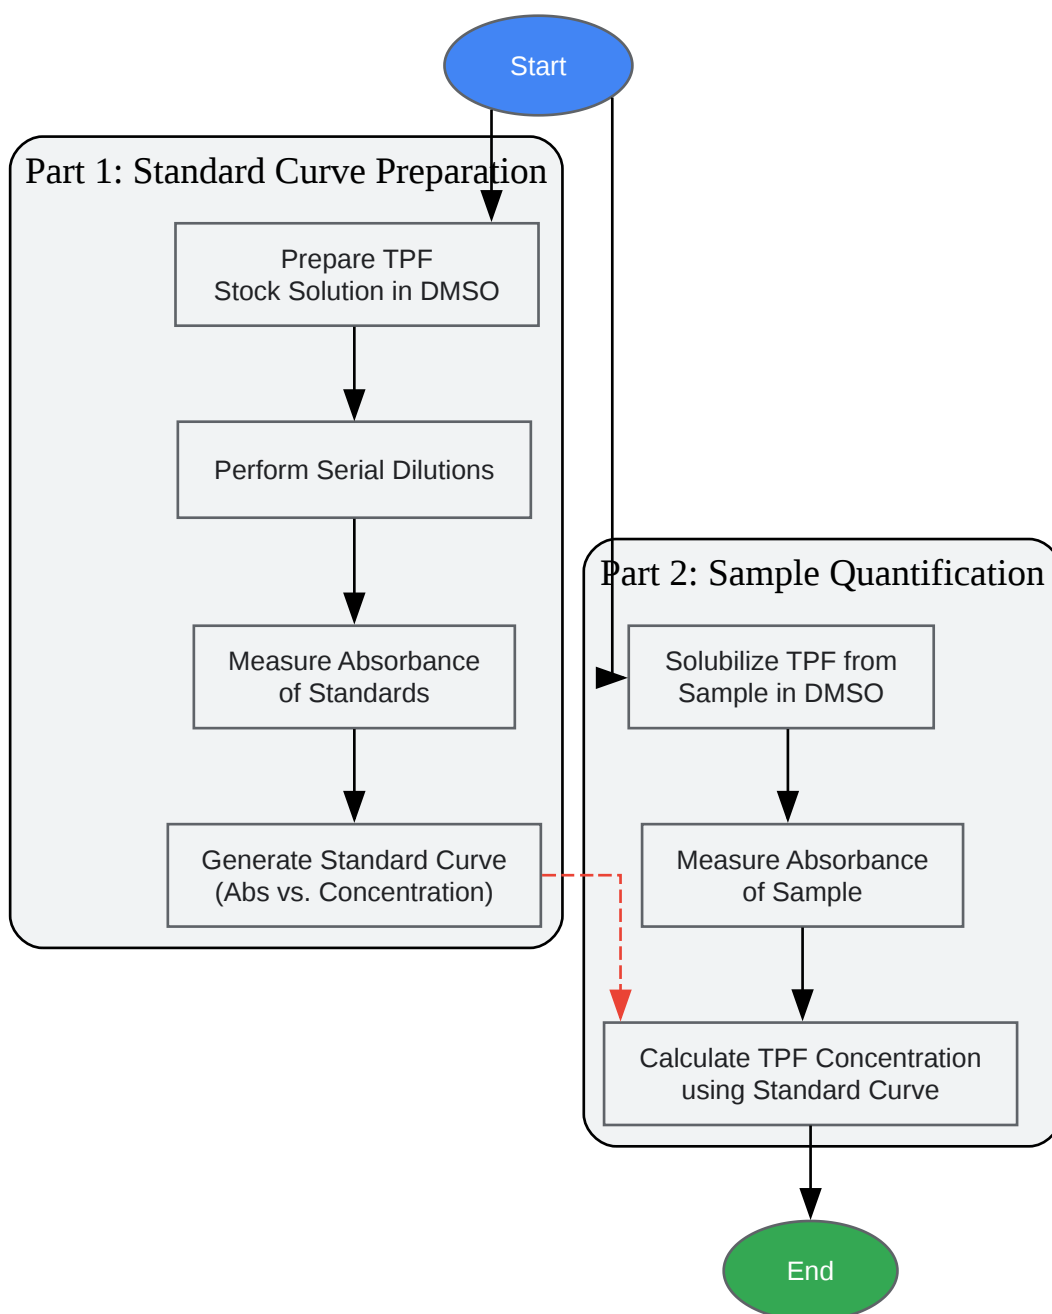 Start
Part 1: Standard Curve Preparation
Prepare TPF
Stock Solution in DMSO
Perform Serial Dilutions
Measure Absorbance
of Standards
Generate Standard Curve
(Abs vs. Concentration)
Part 2: Sample Quantification
Solubilize TPF from
Sample in DMSO
Measure Absorbance
of Sample
Calculate TPF Concentration
using Standard Curve
End